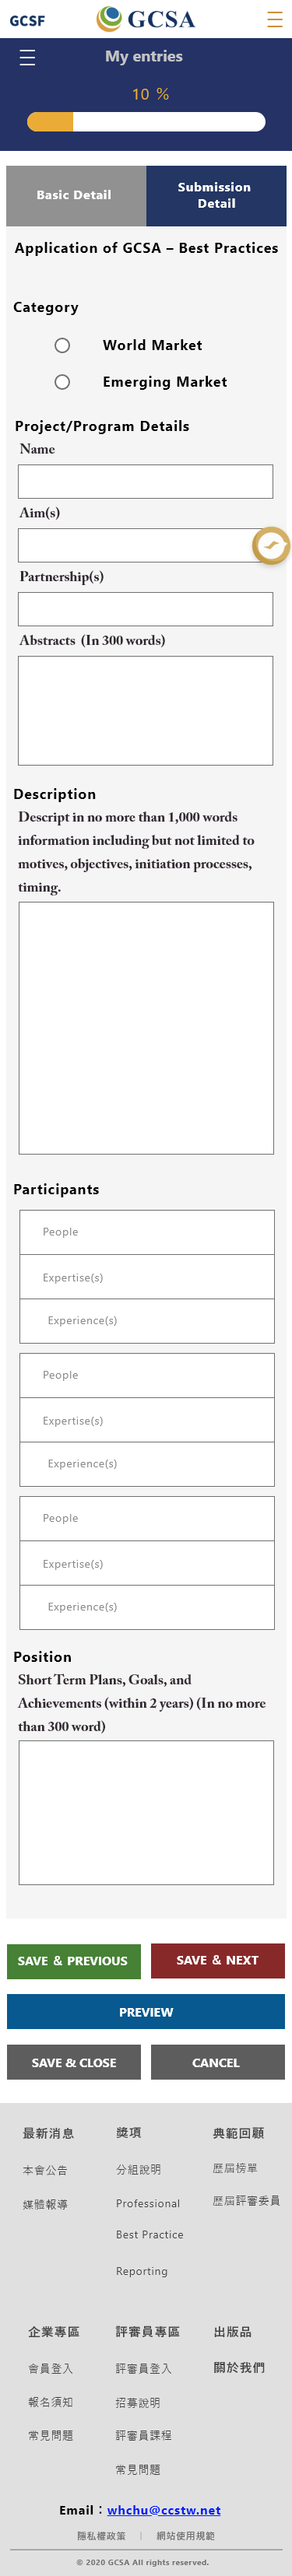 GCSF
GCSA
My entries
10 %
Basic Detail
Submission
Detail
Application of GCSA – Best Practices
Category
World Market
Emerging Market
Project/Program Details
Name
Aim(s)
Partnership(s)
Abstracts (In 300 words)
Description
Descript in no more than 1,000 words
information including but not limited to
motives, objectives, initiation processes,
timing.
Participants
People
Expertise(s)
Experience(s)
People
Expertise(s)
Experience(s)
People
Expertise(s)
Experience(s)
Position
Short Term Plans, Goals, and
Achievements (within 2 years) (In no more
than 300 word)
SAVE & PREVIOUS
SAVE & NEXT
PREVIEW
SAVE & CLOSE
CANCEL
最新消息
獎項
典範回顧
本會公告
分組說明
歷屆榜單
媒體報導
Professional
歷屆評審委員
Best Practice
Reporting
企業專區
評審員專區
出版品
會員登入
評審員登入
關於我們
報名須知
招募說明
常見問題
評審員課程
常見問題
Email：whchu@ccstw.net
隱私權政策 | 網站使用規範
© 2020 GCSA All rights reserved.